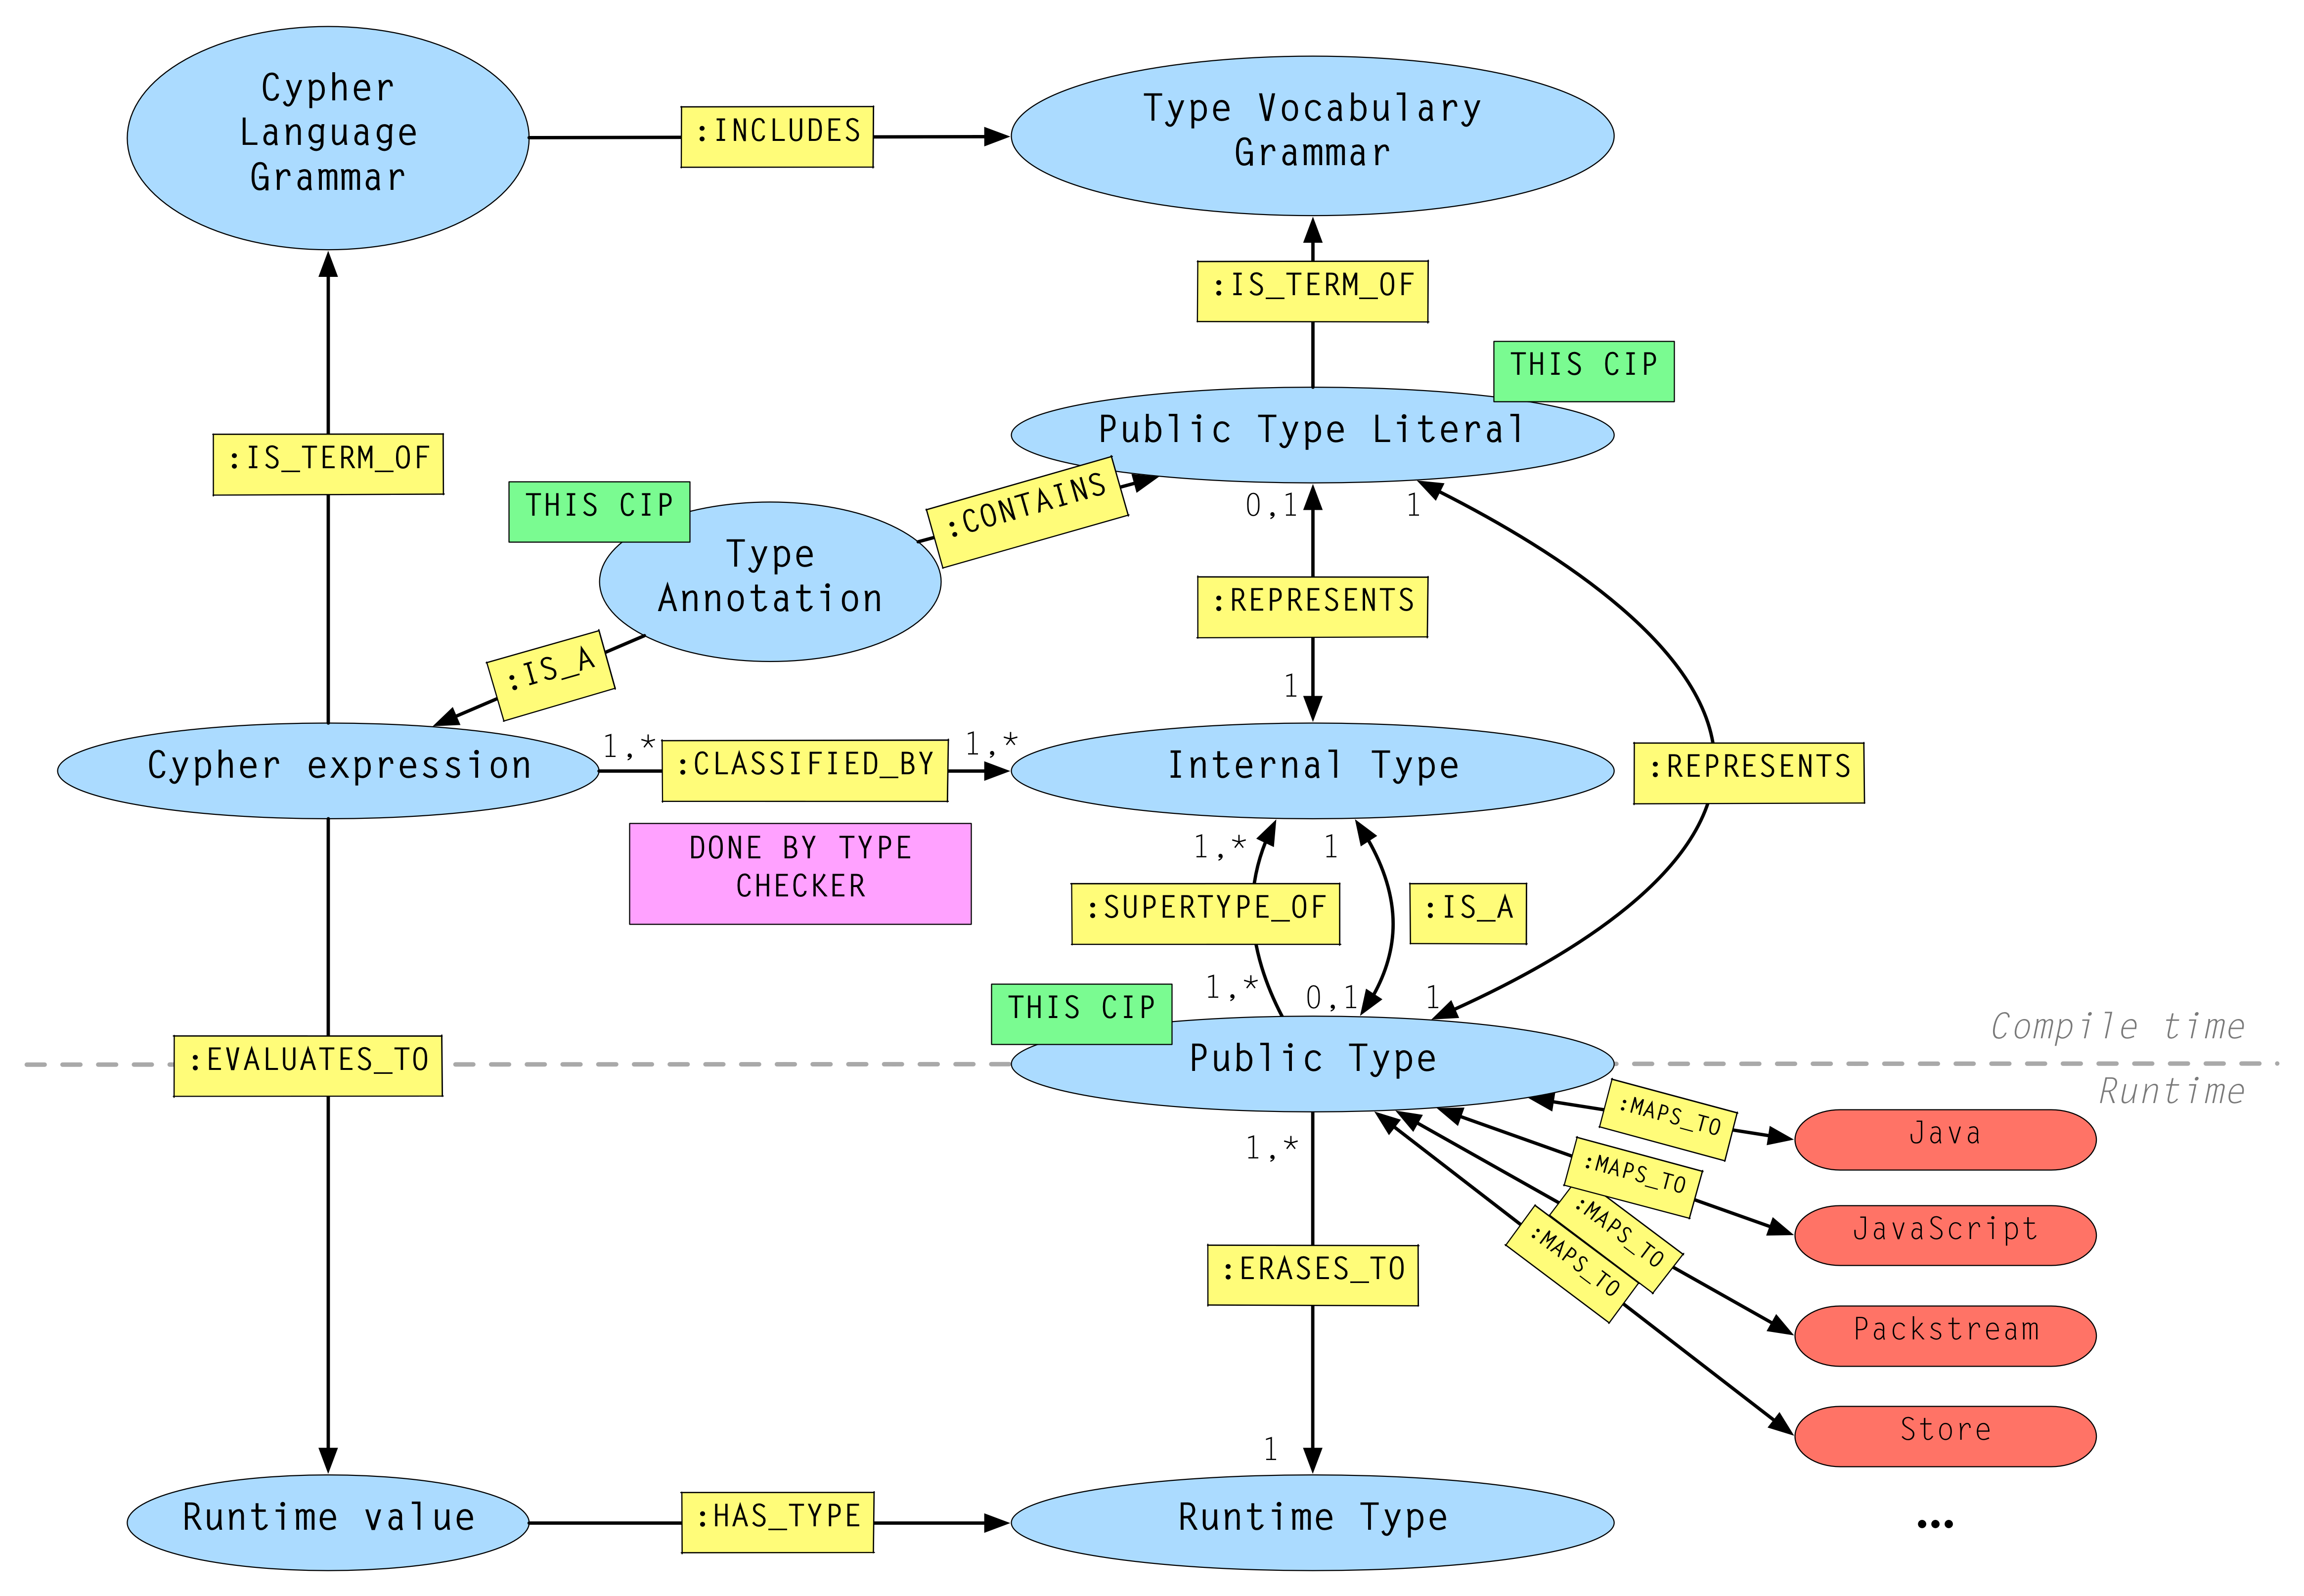 Cypher
Language
Grammar
:INCLUDES
Type Vocabulary
Grammar
:IS_TERM_OF
THIS CIP
Public Type Literal
:IS_TERM_OF
THIS CIP
:CONTAINS
0,1
1
Type
Annotation
:REPRESENTS
:IS_A
1
Cypher expression
1,*
:CLASSIFIED_BY
1,*
Internal Type
:REPRESENTS
DONE BY TYPE
CHECKER
1,*
1
:SUPERTYPE_OF
:IS_A
1,*
0,1
1
THIS CIP
Compile time
:EVALUATES_TO
Public Type
Runtime
:MAPS_TO
Java
1,*
:MAPS_TO
:MAPS_TO
JavaScript
:MAPS_TO
:ERASES_TO
Packstream
Store
1
Runtime value
:HAS_TYPE
Runtime Type
...